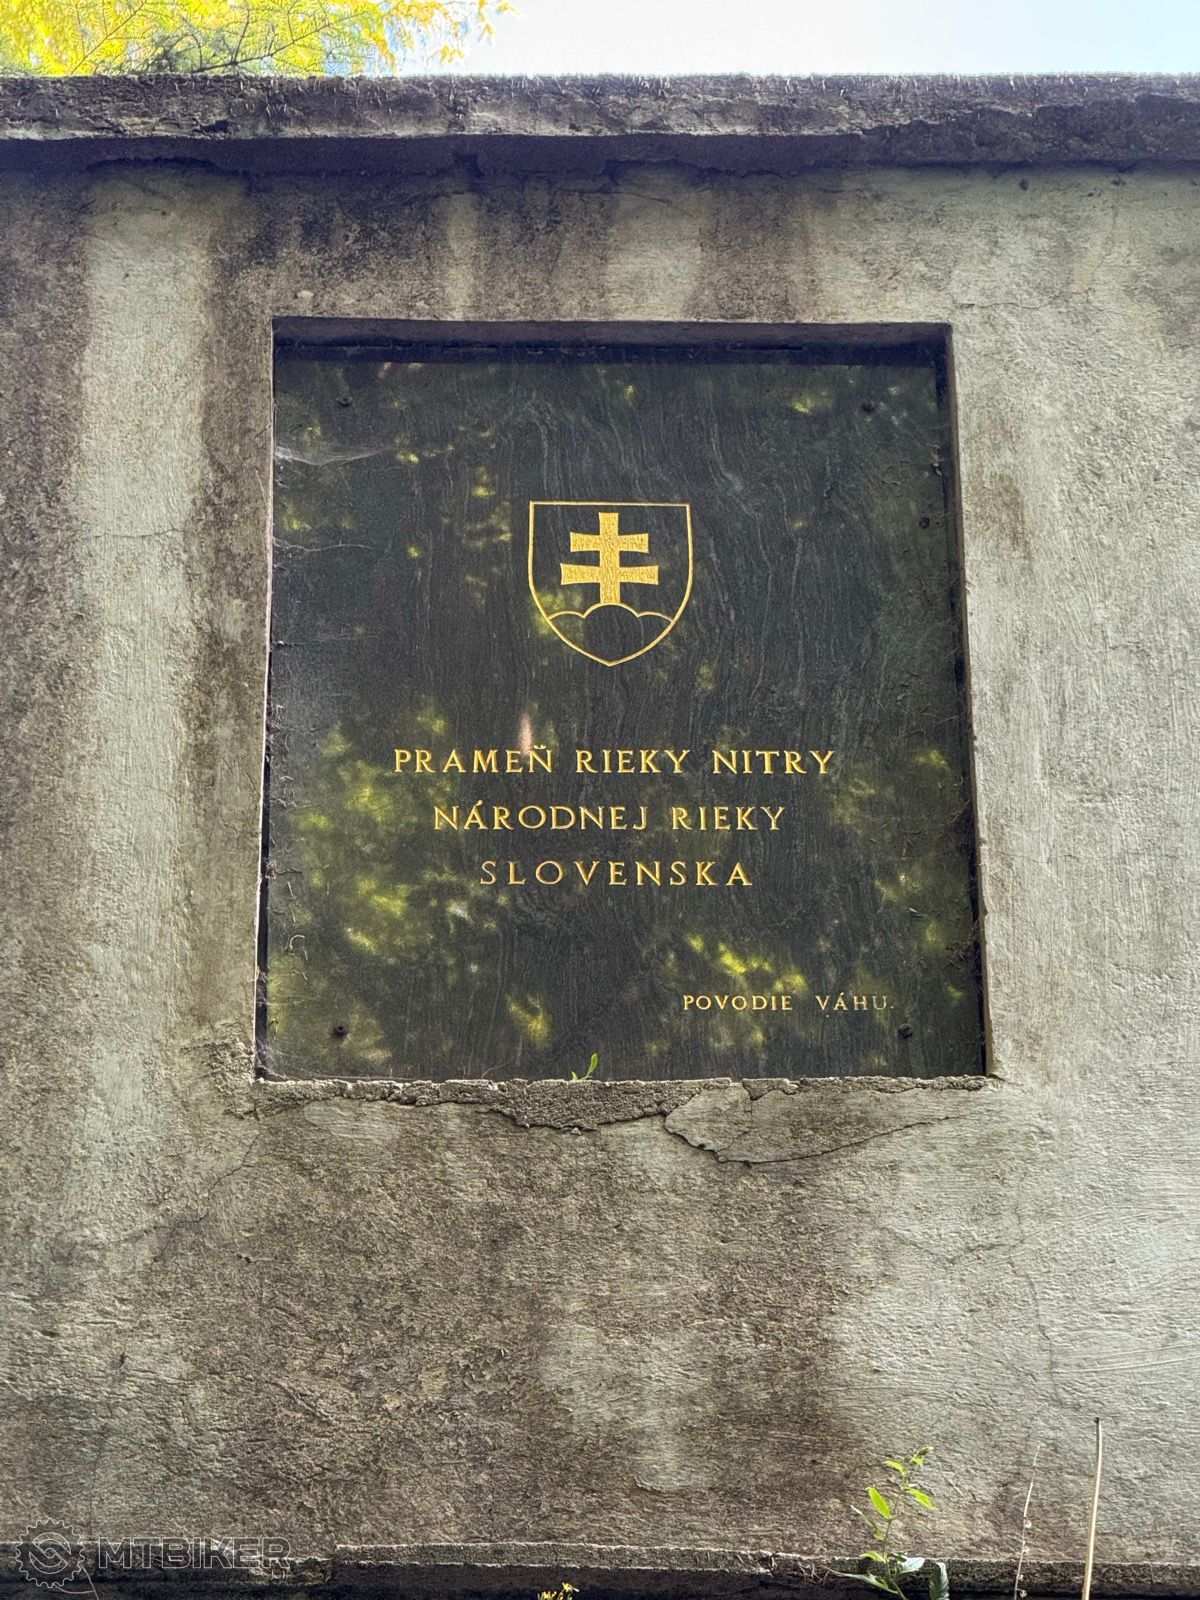 PRAMEŇ RIEKY NITRY
NÁRODNEJ RIEKY
SLOVENSKA
POVODIE VÁHU.
MTBIKER